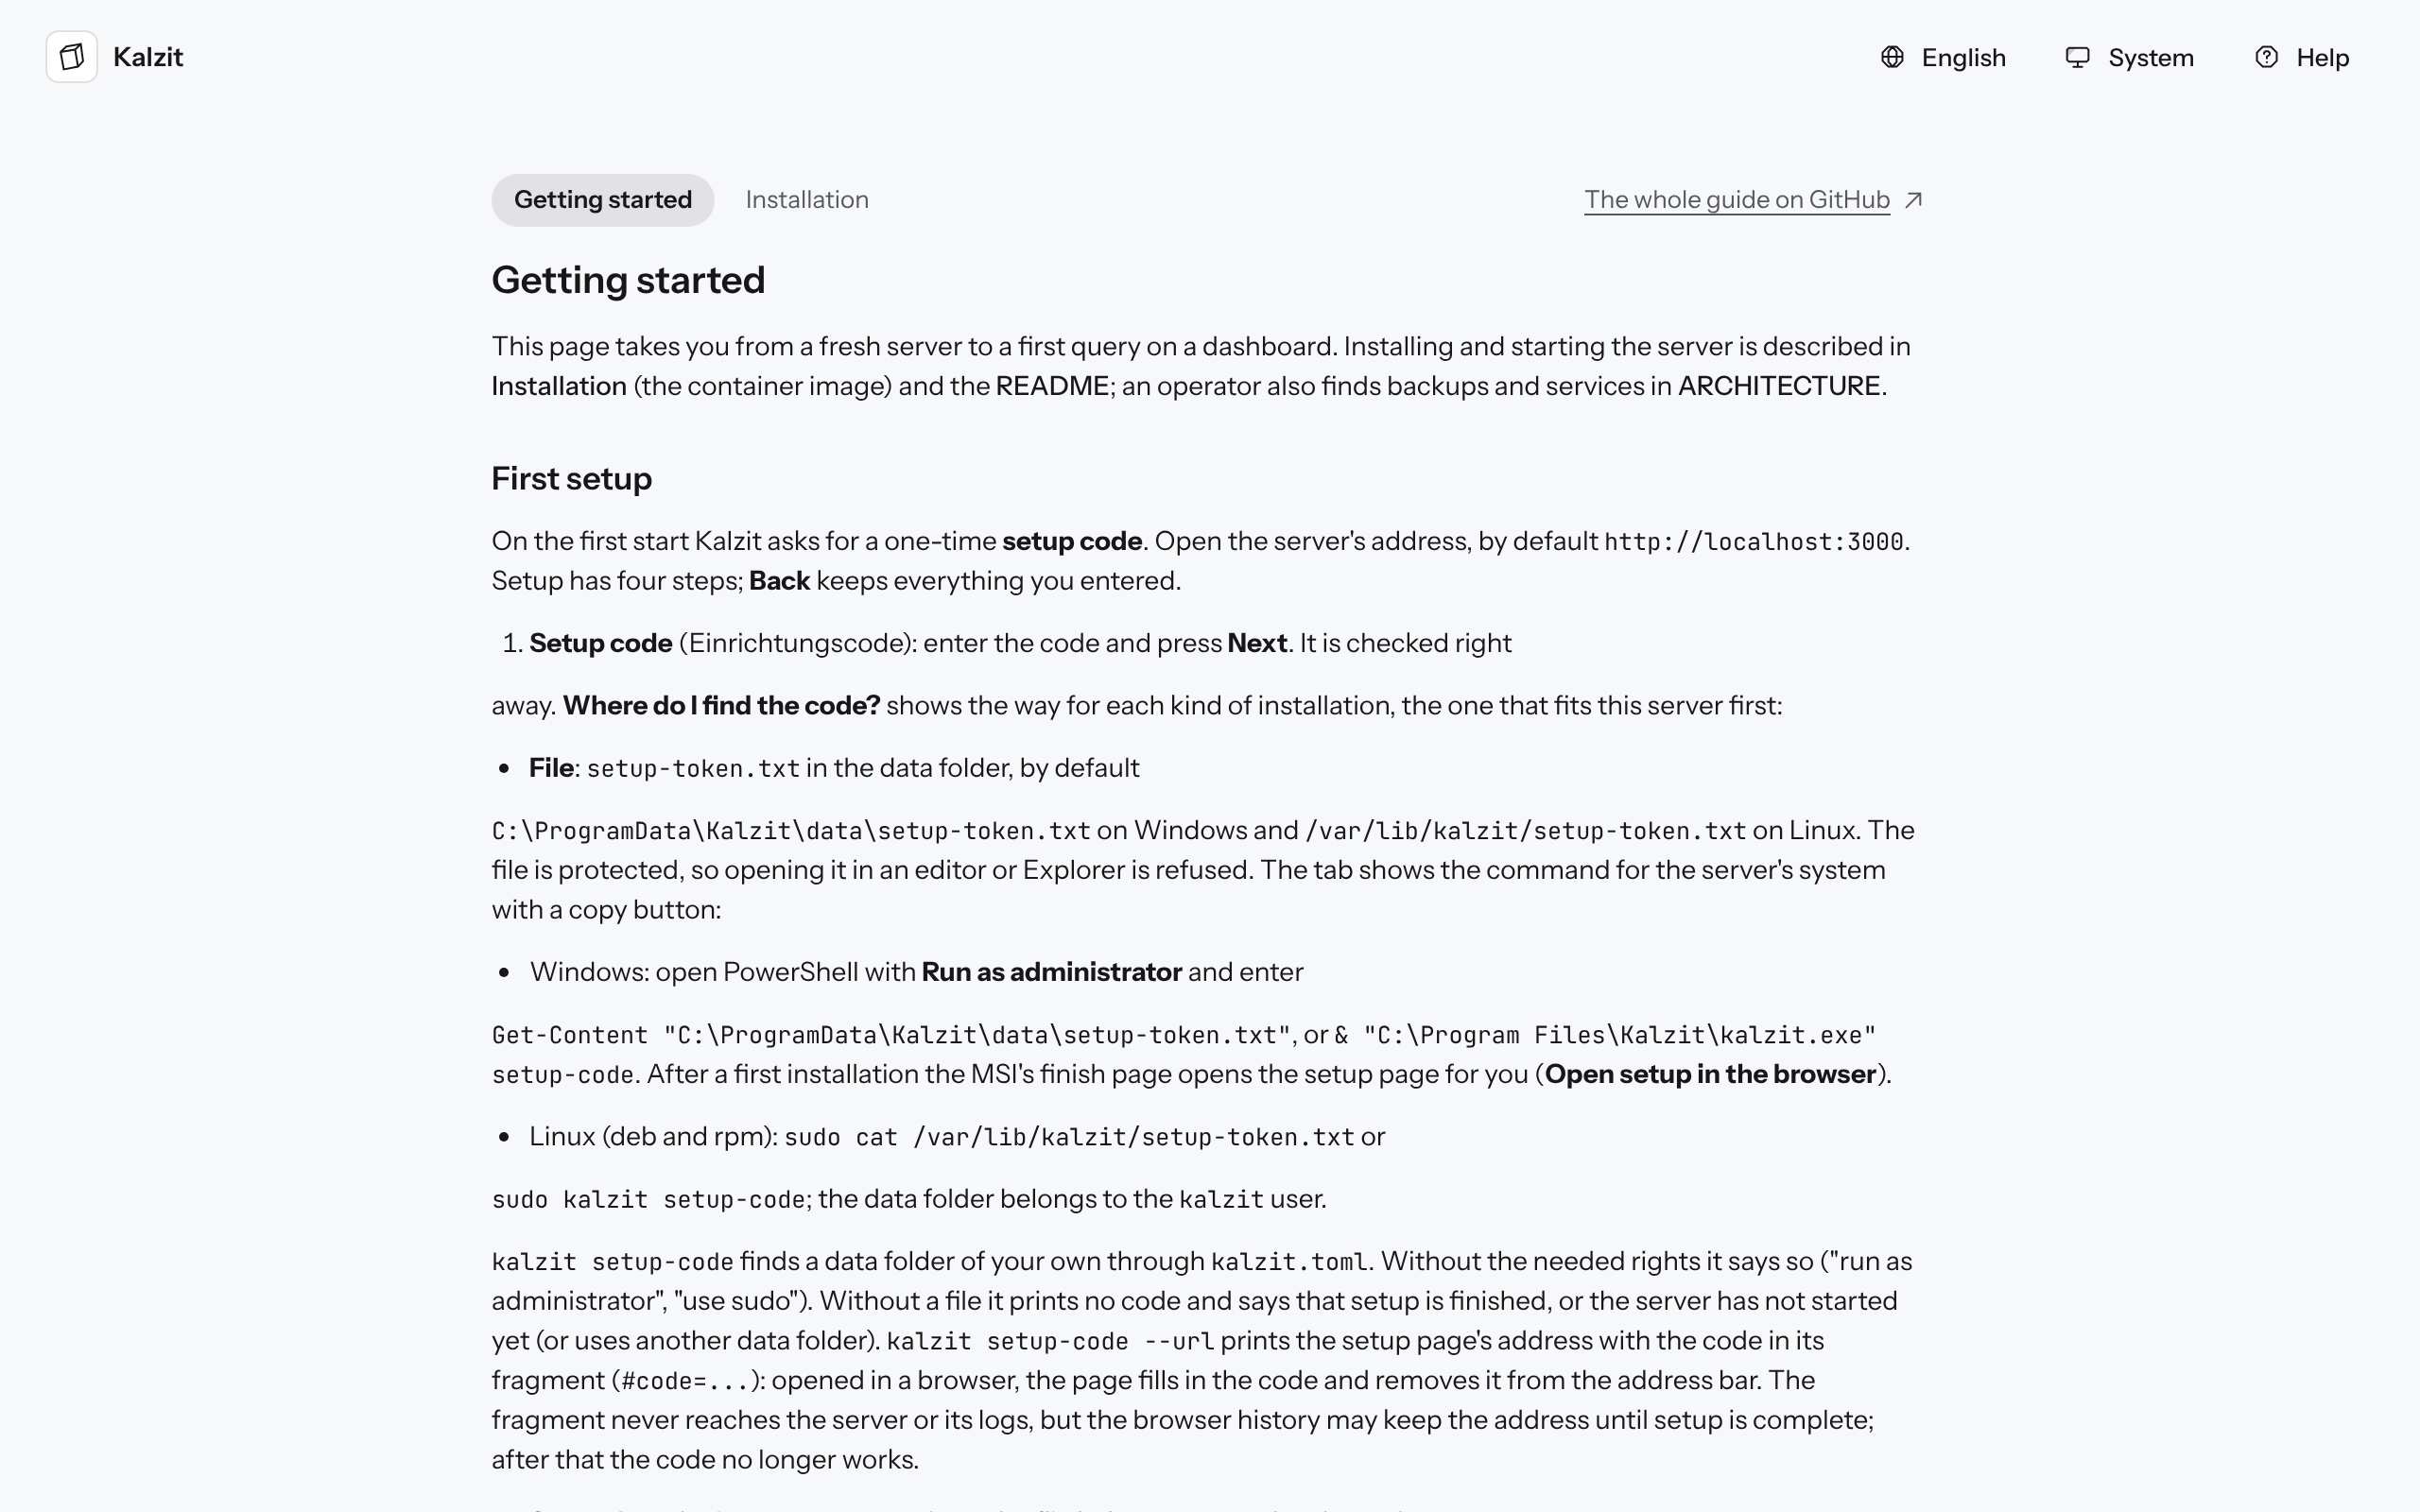 Kalzit
English
System
Help
Getting started
Installation
The whole guide on GitHub
Getting started
This page takes you from a fresh server to a first query on a dashboard. Installing and starting the server is described in
Installation (the container image) and the README; an operator also finds backups and services in ARCHITECTURE.
First setup
On the first start Kalzit asks for a one-time setup code. Open the server's address, by default http://localhost:3000.
Setup has four steps; Back keeps everything you entered.
1. Setup code (Einrichtungscode): enter the code and press Next. It is checked right
away. Where do I find the code? shows the way for each kind of installation, the one that fits this server first:
• File: setup-token.txt in the data folder, by default
C:\ProgramData\Kalzit\data\setup-token.txt on Windows and /var/lib/kalzit/setup-token.txt on Linux. The
file is protected, so opening it in an editor or Explorer is refused. The tab shows the command for the server's system
with a copy button:
• Windows: open PowerShell with Run as administrator and enter
Get-Content "C:\ProgramData\Kalzit\data\setup-token.txt", or & "C:\Program Files\Kalzit\kalzit.exe"
setup-code. After a first installation the MSI's finish page opens the setup page for you (Open setup in the browser).
• Linux (deb and rpm): sudo cat /var/lib/kalzit/setup-token.txt or
sudo kalzit setup-code; the data folder belongs to the kalzit user.
kalzit setup-code finds a data folder of your own through kalzit.toml. Without the needed rights it says so ("run as
administrator", "use sudo"). Without a file it prints no code and says that setup is finished, or the server has not started
yet (or uses another data folder). kalzit setup-code --url prints the setup page's address with the code in its
fragment (#code=...): opened in a browser, the page fills in the code and removes it from the address bar. The
fragment never reaches the server or its logs, but the browser history may keep the address until setup is complete;
after that the code no longer works.